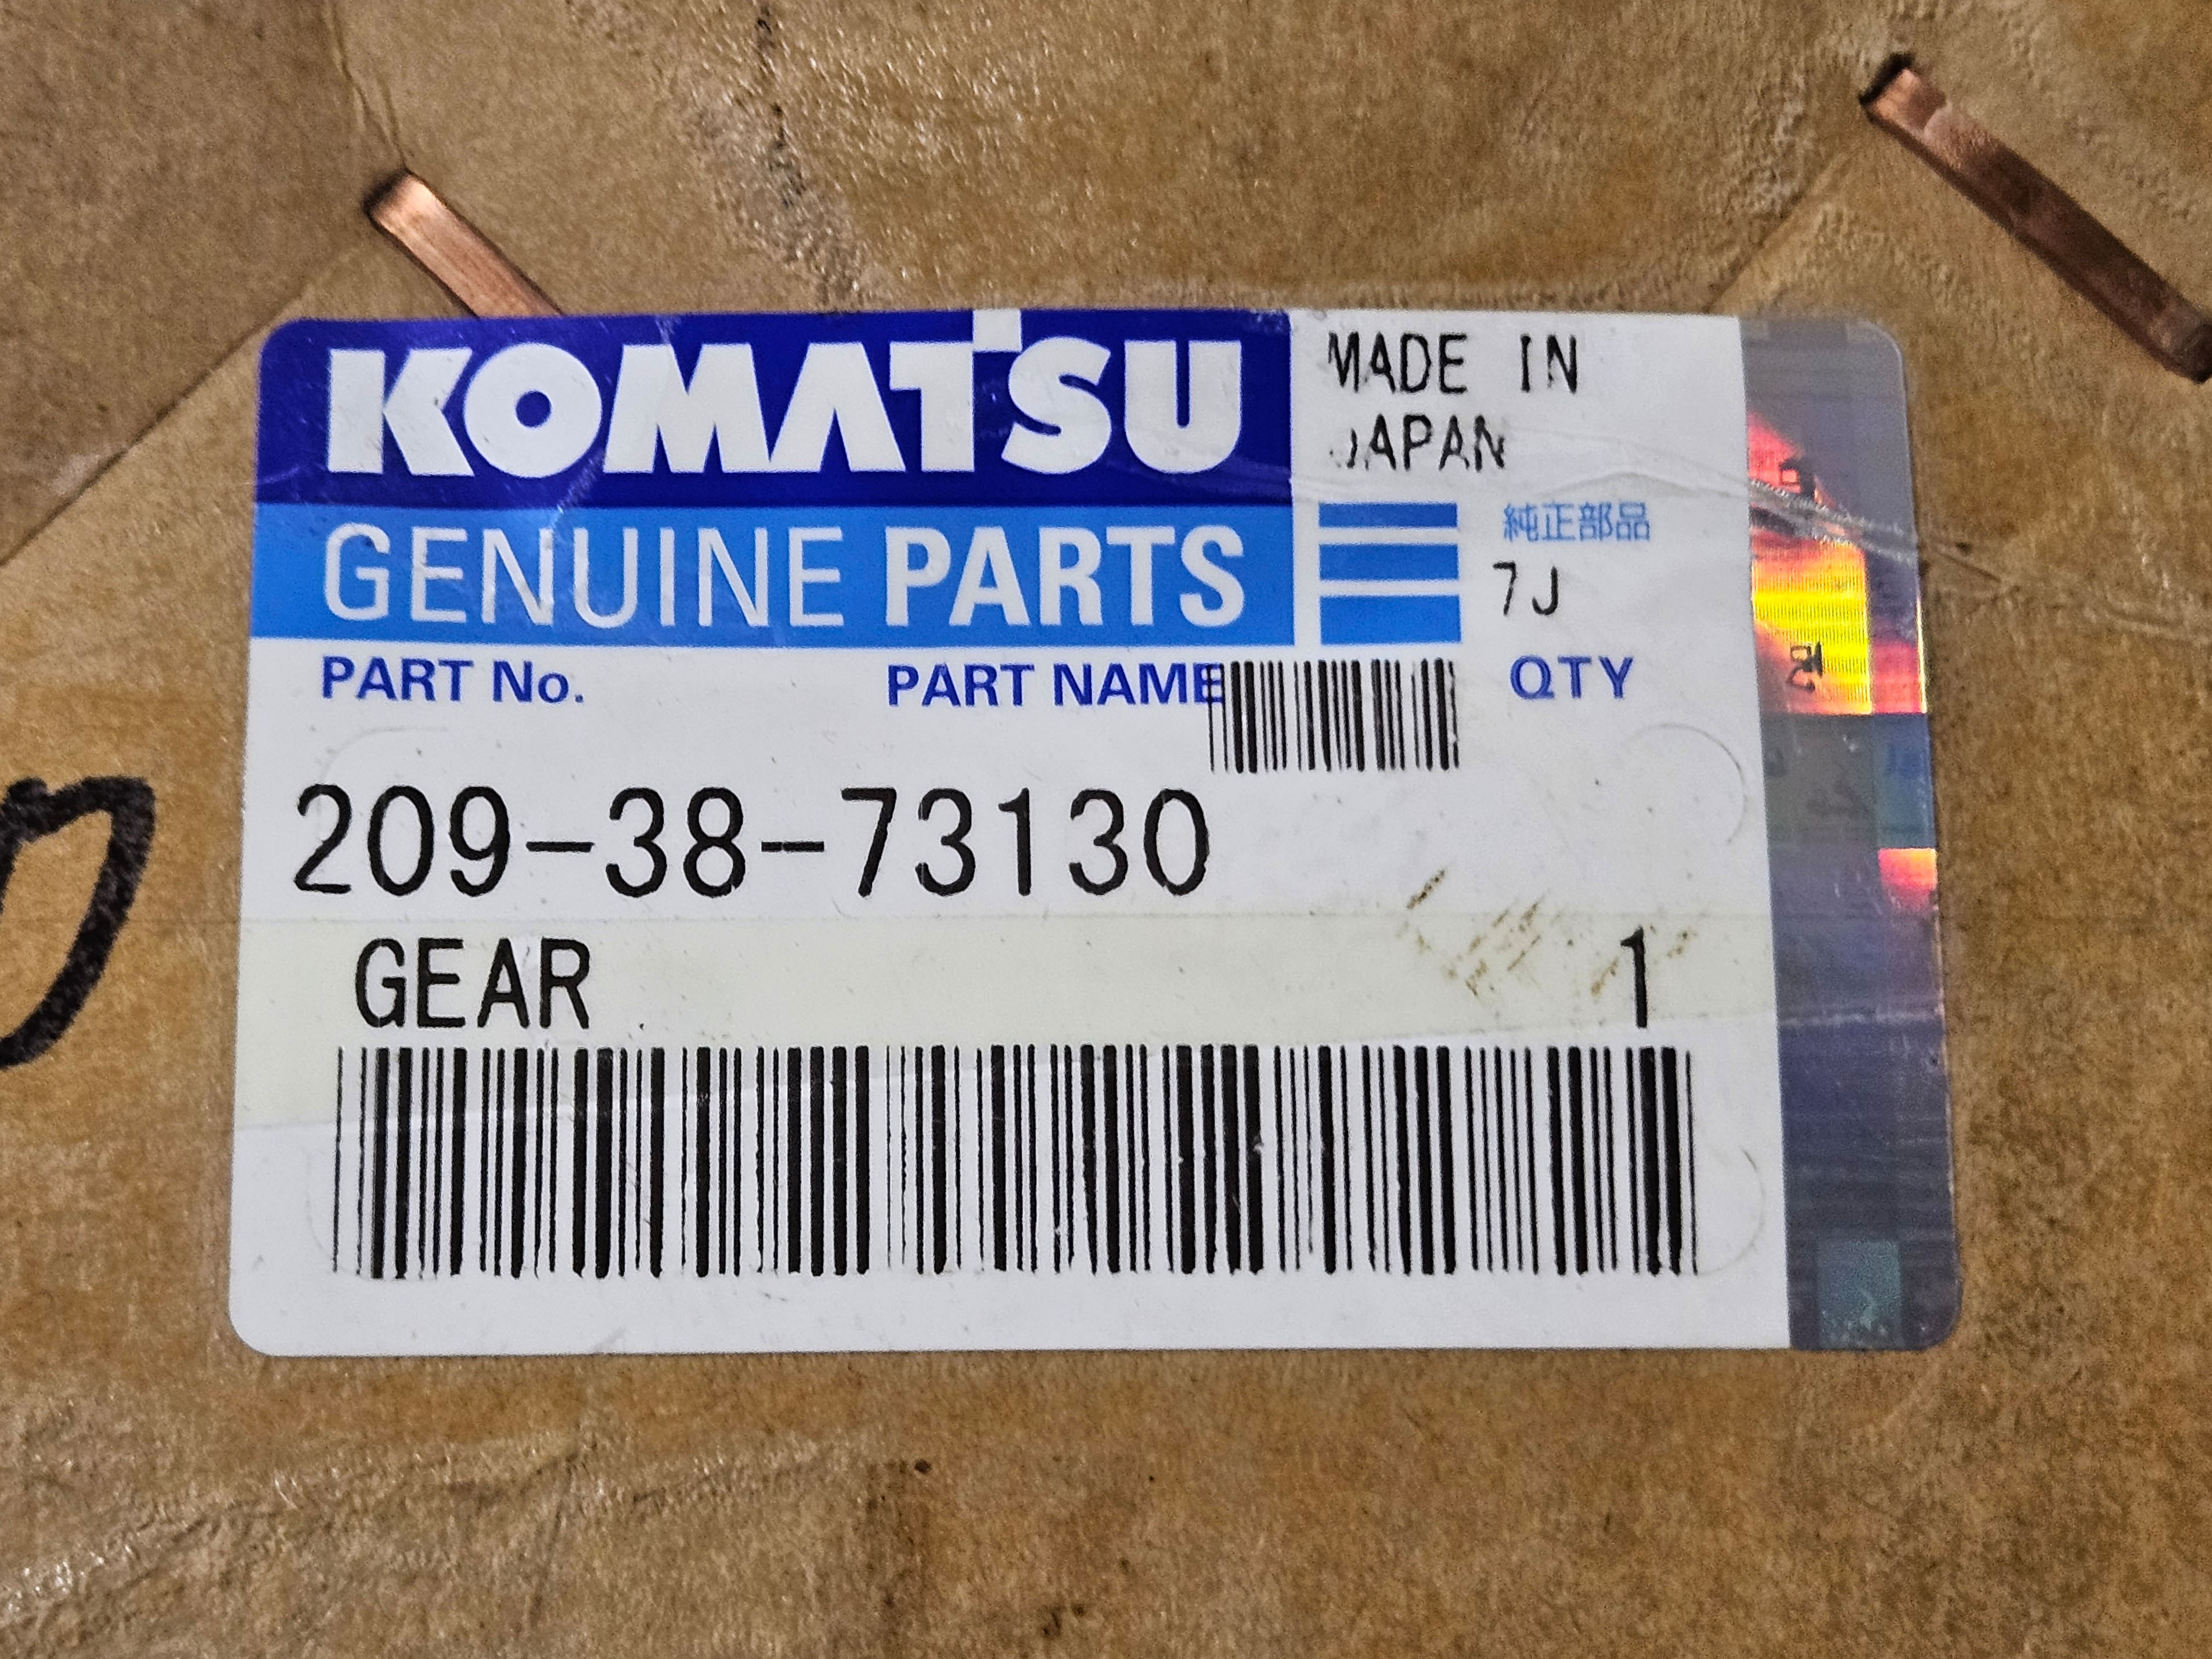 KOMATSU
MADE IN
JAPAN
GENUINE PARTS
純正部品
7J
PART No.
PART NAME
QTY
209-38-73130
GEAR
1